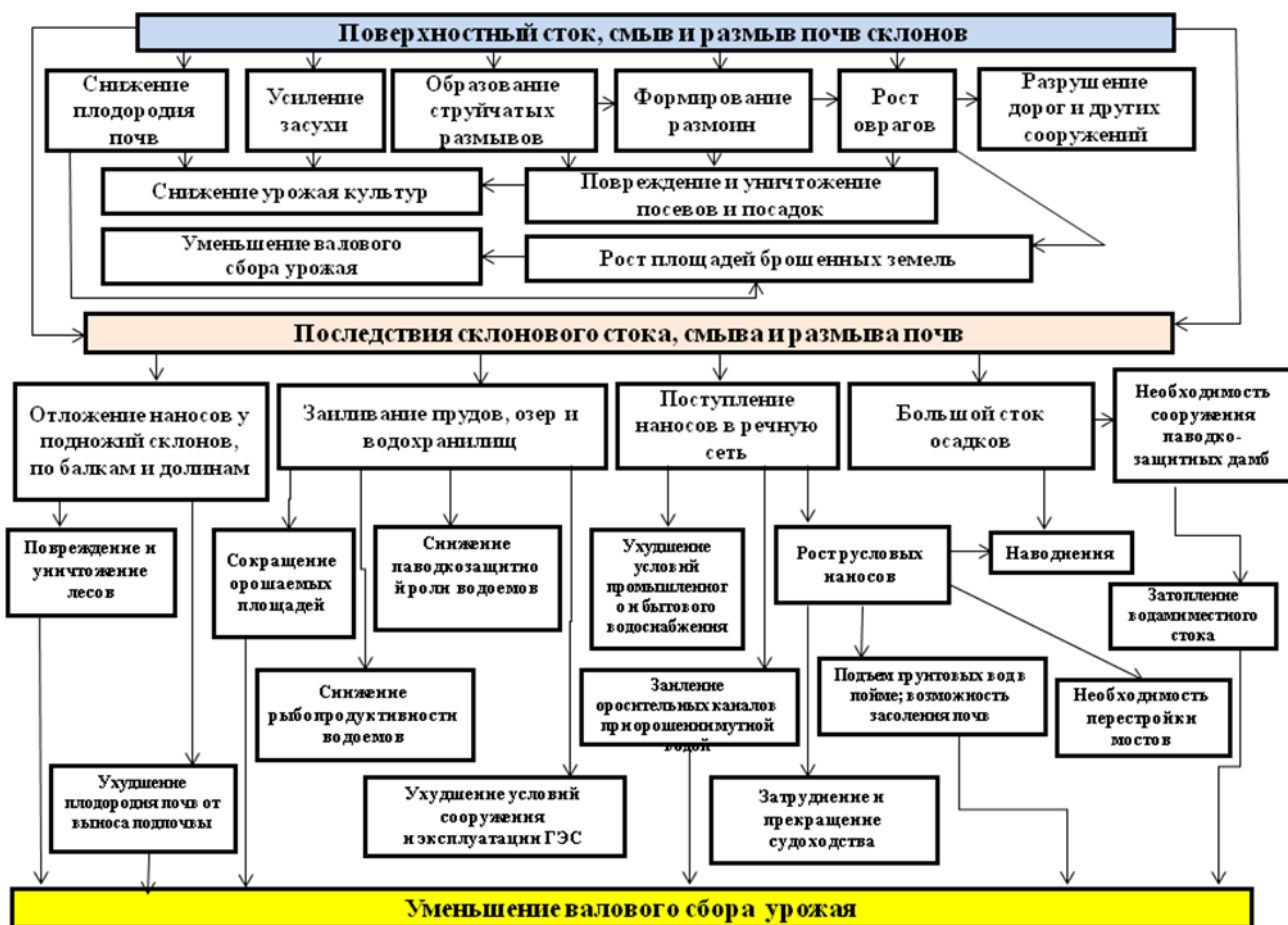 Поверхностный сток, смыв и размыв почв склонов
Снижение
плодородия
почв
Усиление
засухи
Образование
струйчатых
размывов
Формирование
размоин
Рост
оврагов
Разрушение
дорог и других
сооружений
Снижение урожая культур
Повреждение и уничтожение
посевов и посадок
Уменьшение валового
сбора урожая
Рост площадей брошенных земель
Последствия склонового стока, смыва и размыва почв
Отложение наносов у
подножий склонов,
по балкам и долинам
Заиливание прудов, озер и
водохранилищ
Поступление
наносов в речную
сеть
Большой сток
осадков
Необходимость
сооружения
паводко-
защитных дамб
Повреждение и
уничтожение
лесов
Сокращение
орошаемых
площадей
Снижение
паводкозащитно
й роли водоемов
Ухудшение
условий
промышленног
о и бытового
водоснабжения
Рост русловых
наносов
Наводнения
Затопление
водами местного
стока
Снижение
рыбопродуктивности
водоемов
Заиление
оросительных каналов
при орошении мутной
водой
Подъем грунтовых вод в
пойме; возможность
засоления почв
Необходимость
перестройки
мостов
Ухудшение
плодородия почв от
выноса подпочвы
Ухудшение условий
сооружения
и эксплуатации ГЭС
Затруднение и
прекращение
судоходства
Уменьшение валового сбора урожая